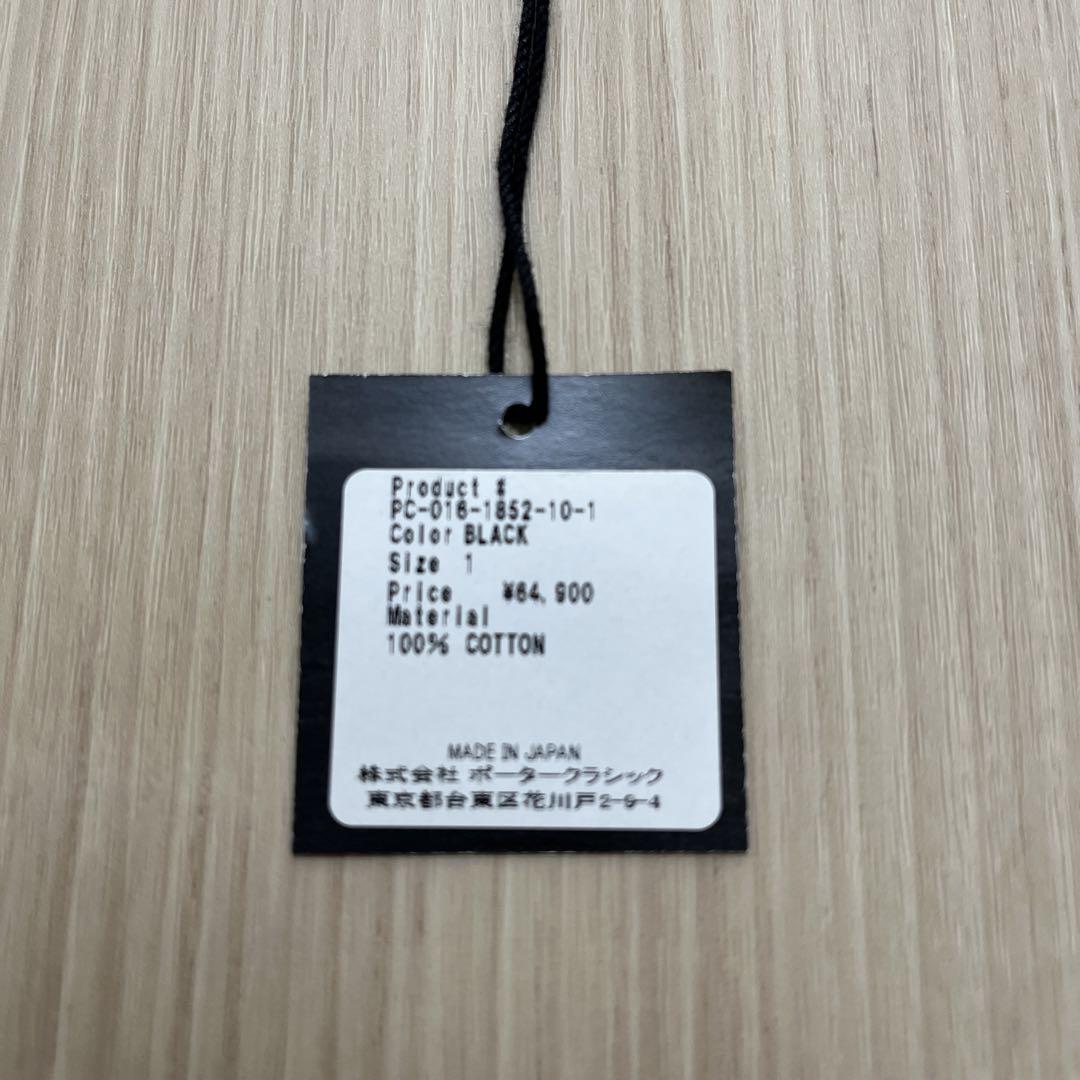 Product #
PC-016-1852-10-1
Color BLACK
Size 1
Price ¥64,900
Material
100% COTTON
MADE IN JAPAN
株式会社 ポータークラシック
東京都台東区花川戸2-9-4